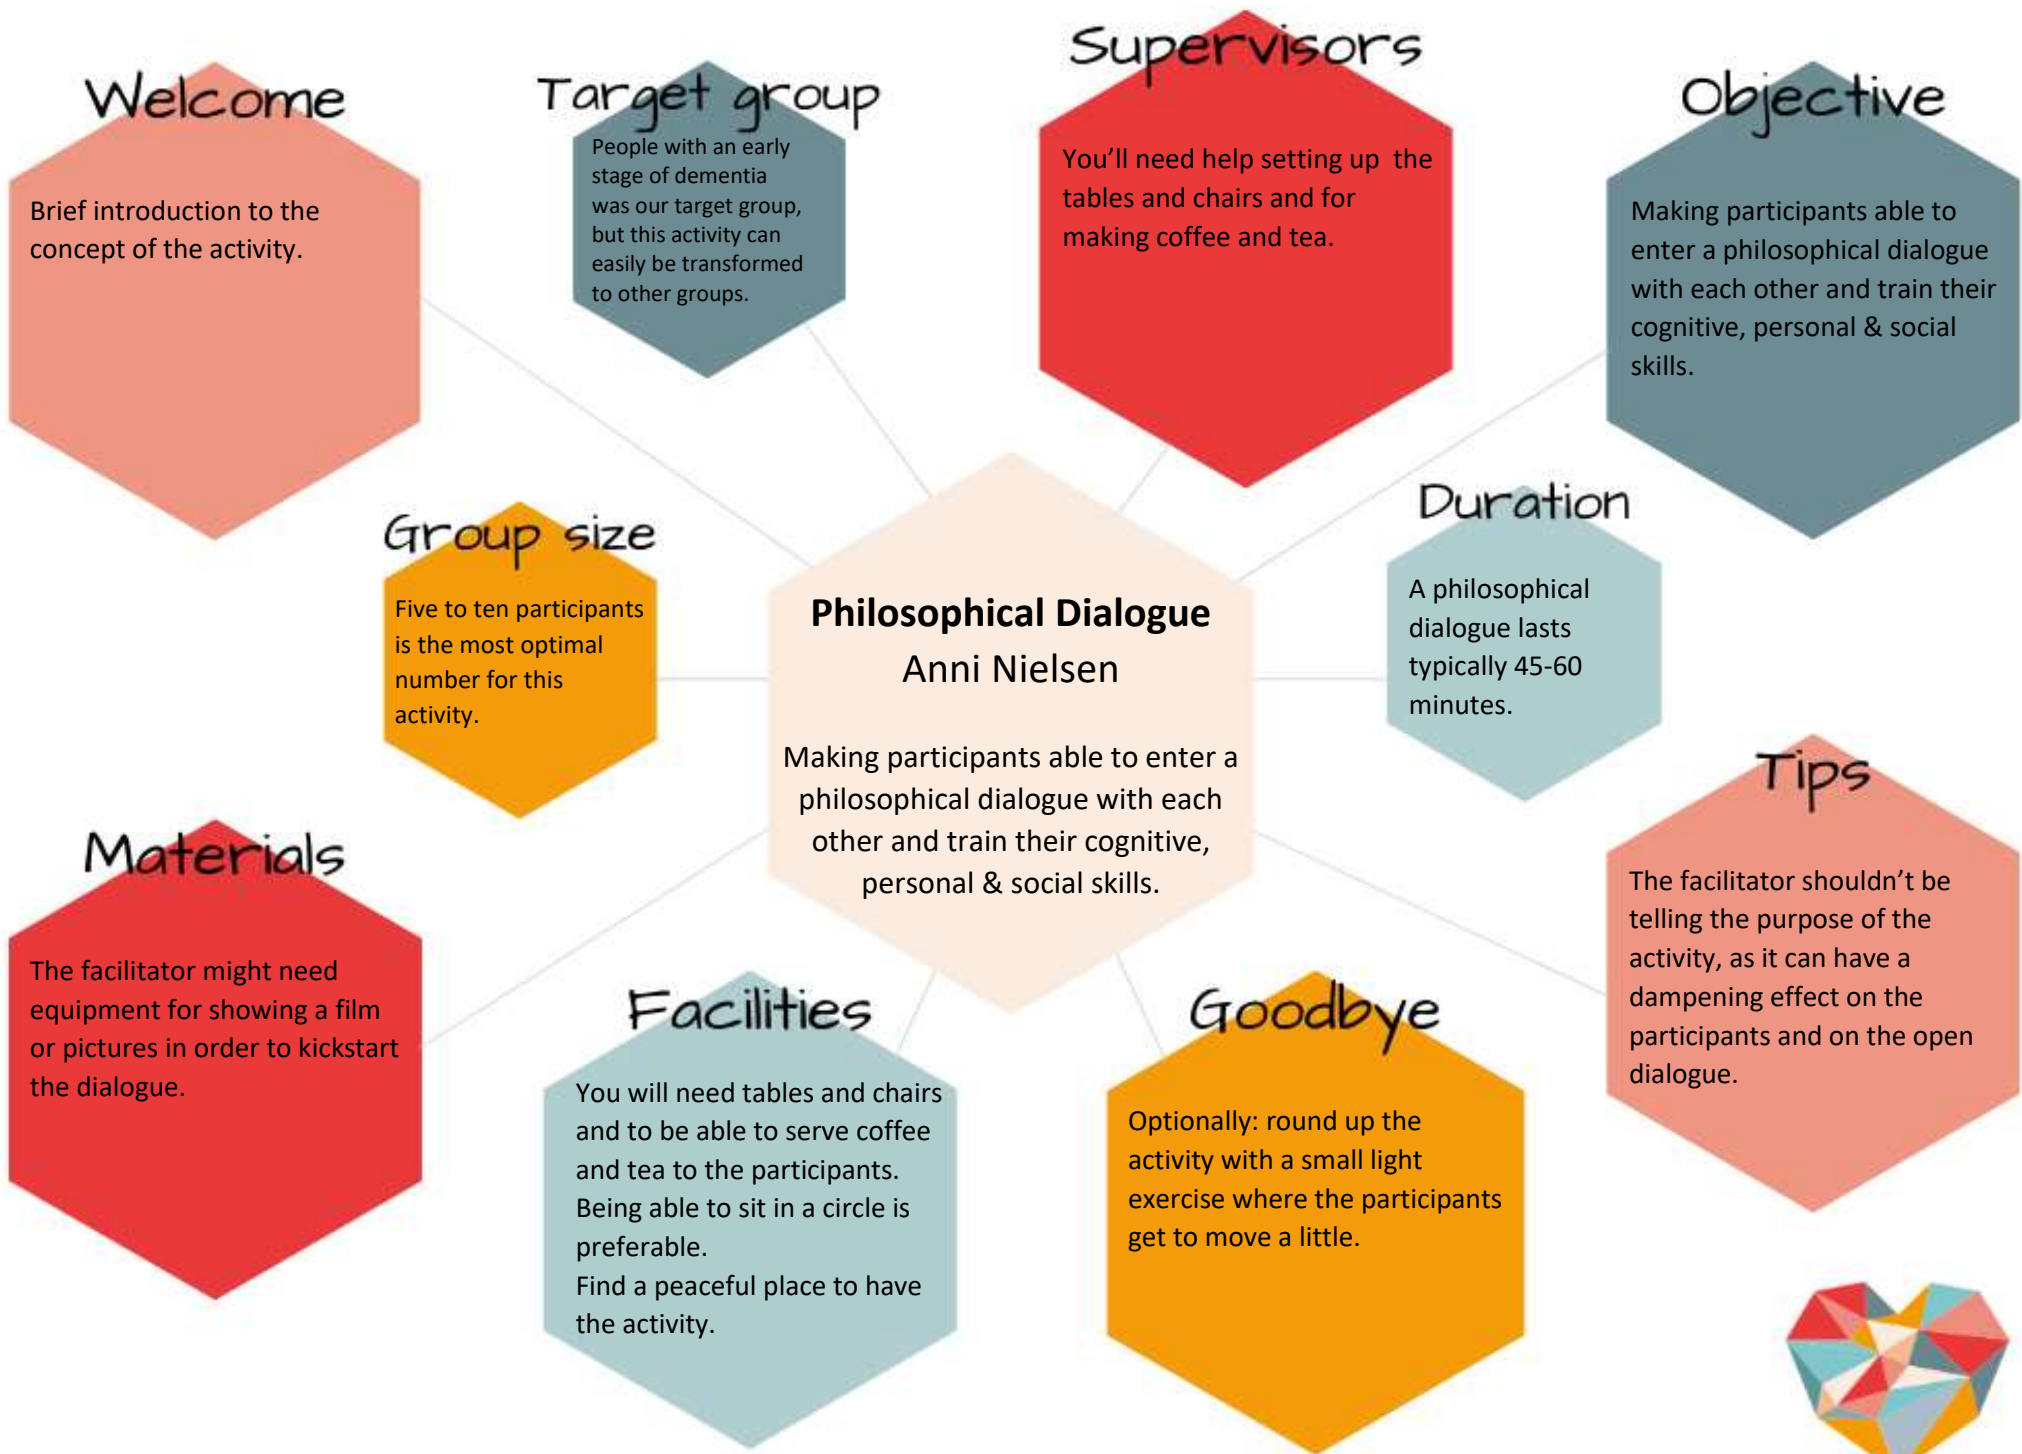 Welcome
Brief introduction to the
concept of the activity.
Target group
People with an early
stage of dementia
was our target group,
but this activity can
easily be transformed
to other groups.
Supervisors
You’ll need help setting up  the
tables and chairs and for
making coffee and tea.
Objective
Making participants able to
enter a philosophical dialogue
with each other and train their
cognitive, personal & social
skills.
Group size
Five to ten participants
is the most optimal
number for this
activity.
Philosophical Dialogue
Anni Nielsen
Making participants able to enter a
philosophical dialogue with each
other and train their cognitive,
personal & social skills.
Duration
A philosophical
dialogue lasts
typically 45-60
minutes.
Materials
The facilitator might need
equipment for showing a film
or pictures in order to kickstart
the dialogue.
Facilities
You will need tables and chairs
and to be able to serve coffee
and tea to the participants.
Being able to sit in a circle is
preferable.
Find a peaceful place to have
the activity.
Goodbye
Optionally: round up the
activity with a small light
exercise where the participants
get to move a little.
Tips
The facilitator shouldn’t be
telling the purpose of the
activity, as it can have a
dampening effect on the
participants and on the open
dialogue.